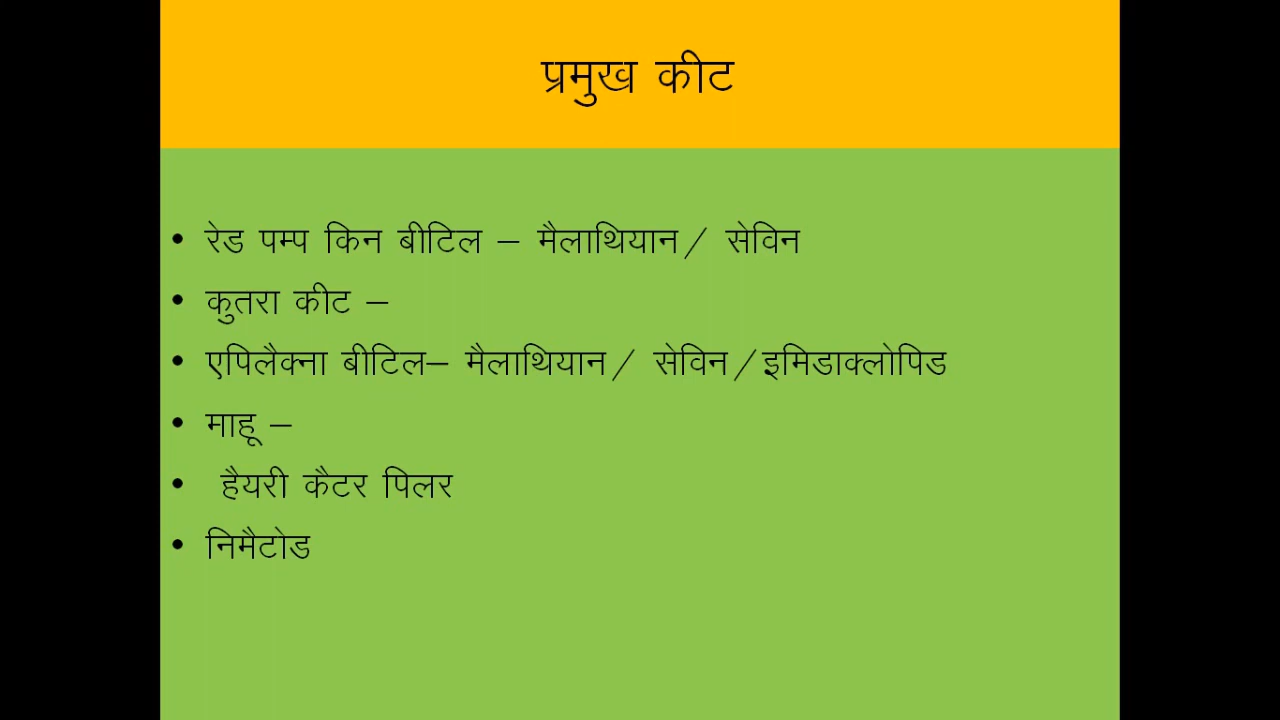 प्रमुख कीट
• रेड पम्प किन बीटिल – मैलाथियान/ सेविन
• कुतरा कीट –
• एपिलैक्ना बीटिल– मैलाथियान/ सेविन/इमिडाक्लोपिड
• माहू –
• हैयरी कैटर पिलर
• निमैटोड